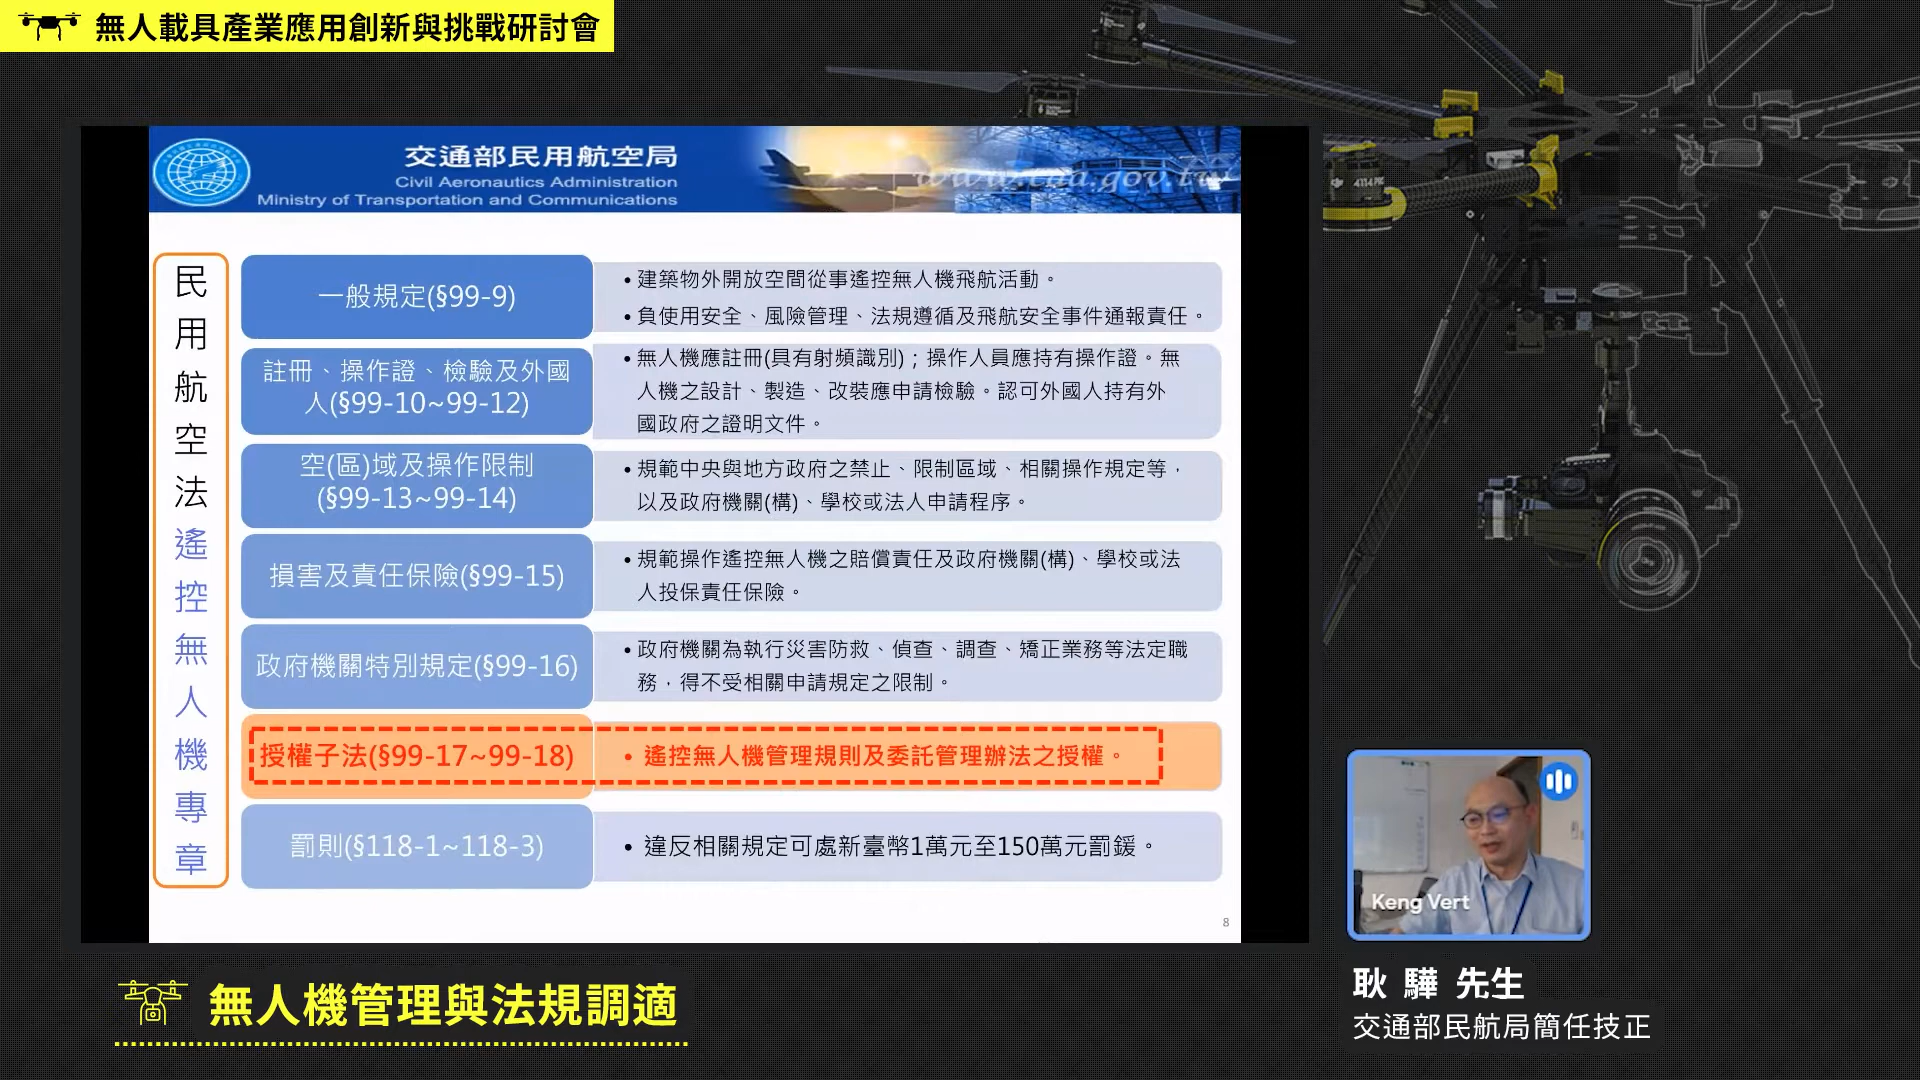 無人載具產業應用創新與挑戰研討會
交通部民用航空局
Civil Aeronautics Administration
Ministry of Transportation and Communications
www.caa.gov.tw
民用航空法遙控無人機專章
一般規定(§99-9)
•建築物外開放空間從事遙控無人機飛航活動。
•負使用安全、風險管理、法規遵循及飛航安全事件通報責任。
註冊、操作證、檢驗及外國
人(§99-10~99-12)
•無人機應註冊(具有射頻識別)；操作人員應持有操作證。無
人機之設計、製造、改裝應申請檢驗。認可外國人持有外
國政府之證明文件。
空(區)域及操作限制
(§99-13~99-14)
•規範中央與地方政府之禁止、限制區域、相關操作規定等，
以及政府機關(構)、學校或法人申請程序。
損害及責任保險(§99-15)
•規範操作遙控無人機之賠償責任及政府機關(構)、學校或法
人投保責任保險。
政府機關特別規定(§99-16)
•政府機關為執行災害防救、偵查、調查、矯正業務等法定職
務，得不受相關申請規定之限制。
授權子法(§99-17~99-18)
• 遙控無人機管理規則及委託管理辦法之授權。
罰則(§118-1~118-3)
• 違反相關規定可處新臺幣1萬元至150萬元罰鍰。
8
Keng Vert
無人機管理與法規調適
耿 驊 先生
交通部民航局簡任技正